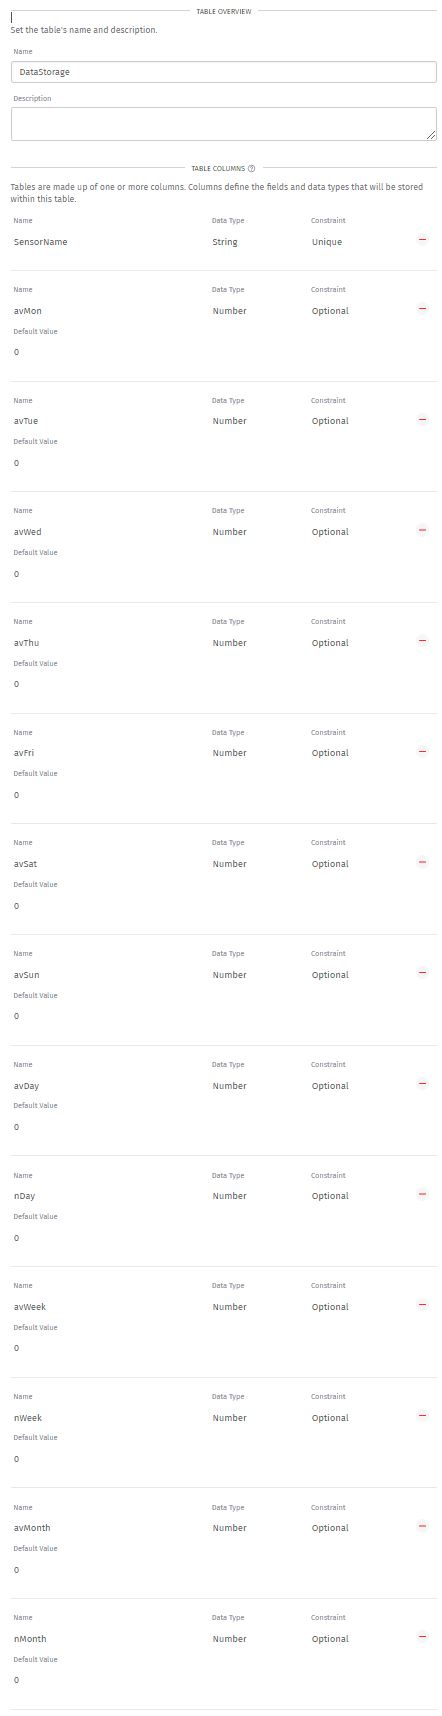 TABLE OVERVIEW
Set the table's name and description.
Name
DataStorage
Description
TABLE COLUMNS
Tables are made up of one or more columns. Columns define the fields and data types that will be stored
within this table.
Name Data Type Constraint
SensorName String Unique
Name Data Type Constraint
avMon Number Optional
Default Value
0
Name Data Type Constraint
avTue Number Optional
Default Value
0
Name Data Type Constraint
avWed Number Optional
Default Value
0
Name Data Type Constraint
avThu Number Optional
Default Value
0
Name Data Type Constraint
avFri Number Optional
Default Value
0
Name Data Type Constraint
avSat Number Optional
Default Value
0
Name Data Type Constraint
avSun Number Optional
Default Value
0
Name Data Type Constraint
avDay Number Optional
Default Value
0
Name Data Type Constraint
nDay Number Optional
Default Value
0
Name Data Type Constraint
avWeek Number Optional
Default Value
0
Name Data Type Constraint
nWeek Number Optional
Default Value
0
Name Data Type Constraint
avMonth Number Optional
Default Value
0
Name Data Type Constraint
nMonth Number Optional
Default Value
0